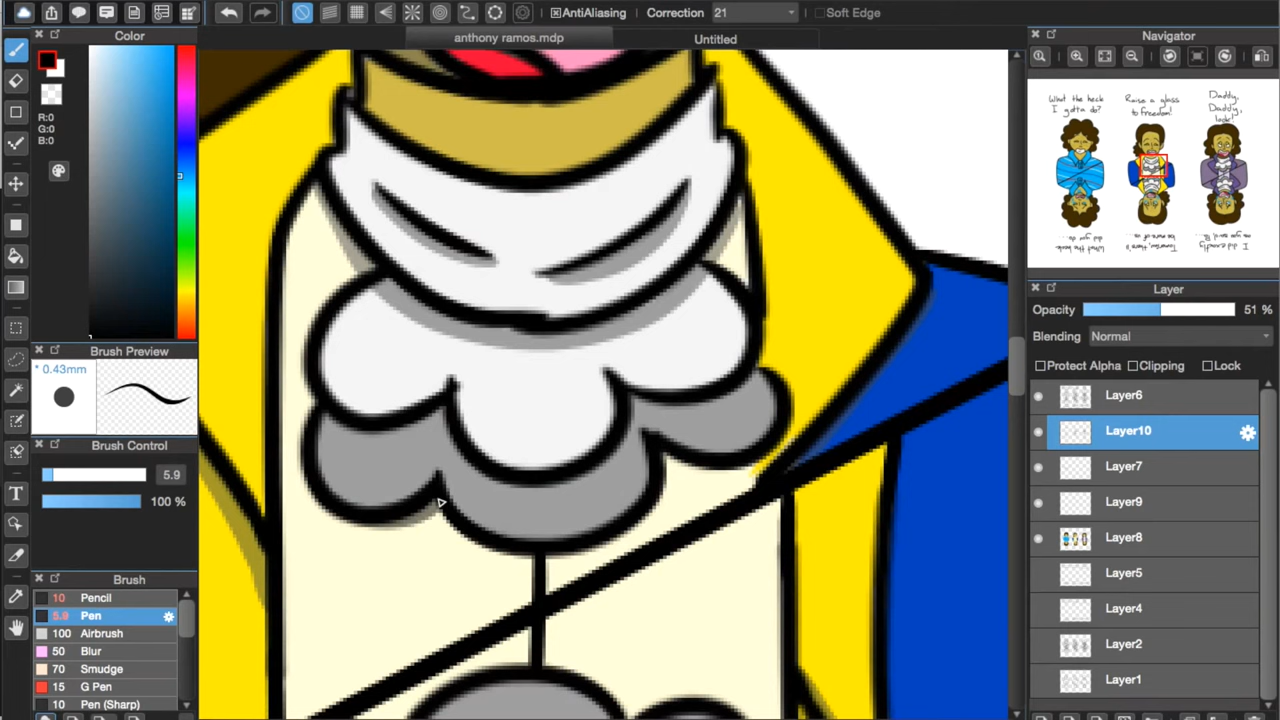 AntiAliasing Correction 21 Soft Edge
anthony ramos.mdp Untitled
Color
R:0
G:0
B:0
Brush Preview
* 0.43mm
Brush Control
5.9
100 %
Brush
10 Pencil
5.9 Pen
100 Airbrush
50 Blur
70 Smudge
15 G Pen
10 Pen (Sharp)
Navigator
What the heck
I gotta do?
Raise a glass
to freedom!
Daddy,
Daddy,
look!
Layer
Opacity 51 %
Blending Normal
Protect Alpha Clipping Lock
Layer6
Layer10
Layer7
Layer9
Layer8
Layer5
Layer4
Layer2
Layer1